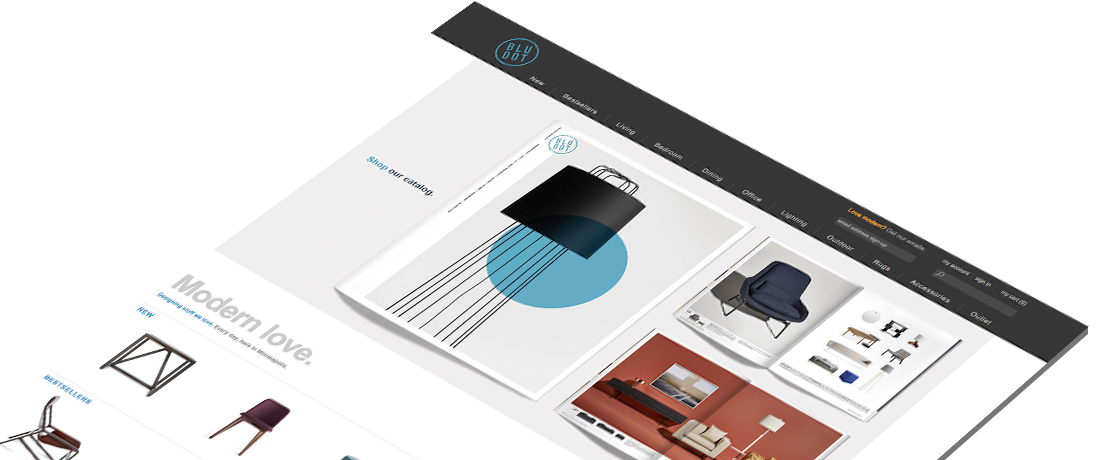 BLU
DOT
New
Bestsellers
Living
Bedroom
Dining
Office
Lighting
Outdoor
Rugs
Accessories
Outlet
Love modern? Get our emails.
email address sign up
my account
sign in
my cart (0)
Shop our catalog.
BLU
DOT
Modern love.
Designing stuff we love. Every day, here in Minneapolis.
NEW
BESTSELLERS